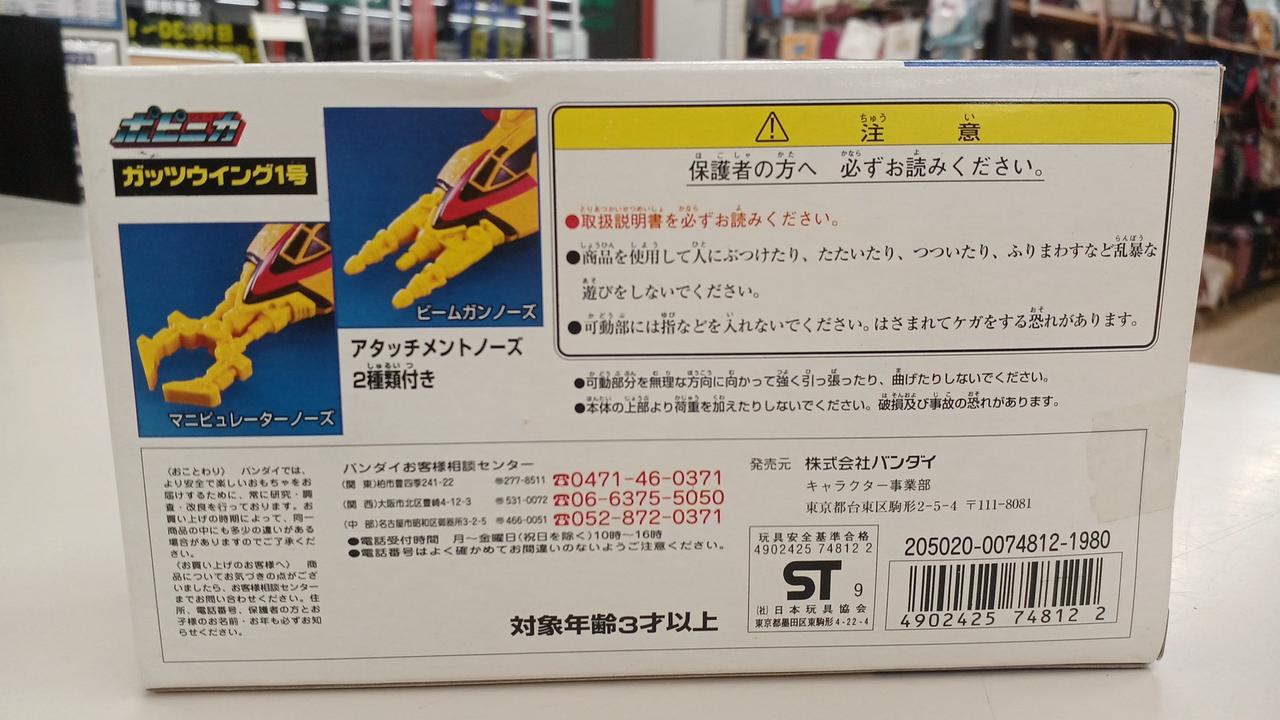 ポピニカ
ガッツウイング1号
ビームガンノーズ
マニピュレーターノーズ
アタッチメントノーズ
2種類付き
注意
保護者の方へ 必ずお読みください。
●取扱説明書を必ずお読みください。
●商品を使用して人にぶつけたり、たたいたり、つついたり、ふりまわすなど乱暴な
遊びをしないでください。
●可動部には指などを入れないでください。はさまれてケガをする恐れがあります。
●可動部分を無理な方向に向かって強く引っ張ったり、曲げたりしないでください。
●本体の上部より荷重を加えたりしないでください。破損及び事故の恐れがあります。
〈おことわり〉 バンダイでは、
より安全で楽しいおもちゃをお
届けするために、常に研究・調
査・改良を行っております。お
買い上げの時期によって、同一
商品の中にも多少の違いがある
場合がありますのでご了承くだ
さい。
〈お買い上げのお客様へ〉 商
品についてお気づきの点がござ
いましたら、お客様相談センター
までお問い合わせください。住
所、電話番号、保護者の方とお
子様のお名前・お年も必ずお知
らせください。
バンダイお客様相談センター
(関 東)柏市豊四季241-22 〒277-8511 ☎0471-46-0371
(関 西)大阪市北区豊崎4-12-3 〒531-0072 ☎06-6375-5050
(中 部)名古屋市昭和区御器所3-2-5 〒466-0051 ☎052-872-0371
●電話受付時間 月〜金曜日(祝日を除く)10時〜16時
●電話番号はよく確かめてお間違いのないようご注意ください。
対象年齢3才以上
発売元 株式会社バンダイ
キャラクター事業部
東京都台東区駒形2-5-4 〒111-8081
玩具安全基準合格
4902425 74812 2
ST 9
(社)日本玩具協会
東京都墨田区東駒形4-22-4
205020-0074812-1980
4902425 74812 2